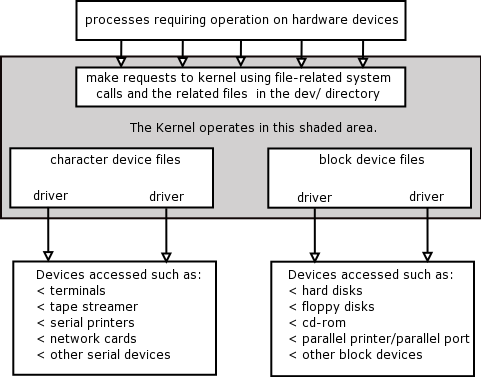 processes requiring operation on hardware devices
make requests to kernel using file-related system
calls and the related files in the dev/ directory
The Kernel operates in this shaded area.
character device files
driver driver
block device files
driver driver
Devices accessed such as:
< terminals
< tape streamer
< serial printers
< network cards
< other serial devices
Devices accessed such as:
< hard disks
< floppy disks
< cd-rom
< parallel printer/parallel port
< other block devices